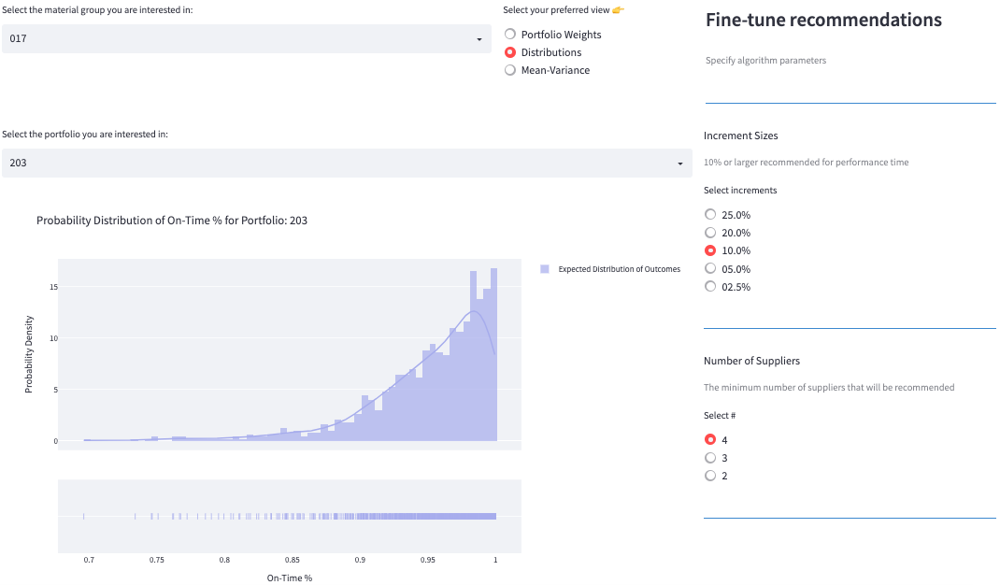 Select the material group you are interested in:
017
Select your preferred view 👉
Portfolio Weights
Distributions
Mean-Variance
Select the portfolio you are interested in:
203
Probability Distribution of On-Time % for Portfolio: 203
Expected Distribution of Outcomes
Probability Density
15
10
5
0
0.7 0.75 0.8 0.85 0.9 0.95 1
On-Time %
Fine-tune recommendations
Specify algorithm parameters
Increment Sizes
10% or larger recommended for performance time
Select increments
25.0%
20.0%
10.0%
05.0%
02.5%
Number of Suppliers
The minimum number of suppliers that will be recommended
Select #
4
3
2